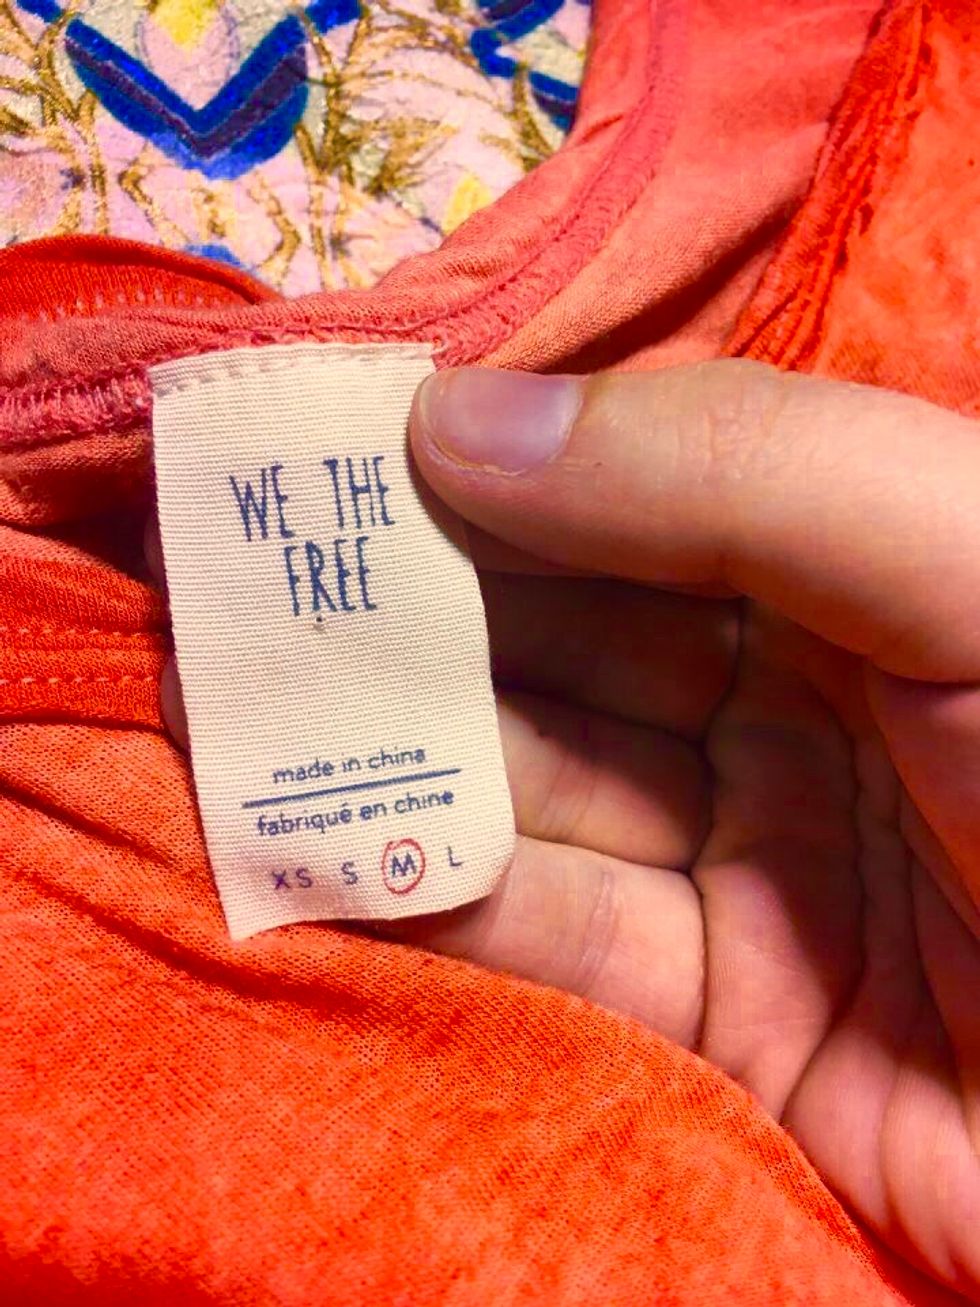 WE THE
FREE
made in china
fabriqué en chine
XS S M L